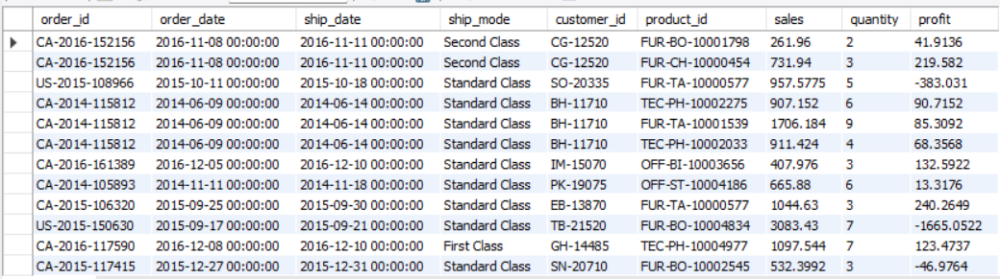 order_id order_date ship_date ship_mode customer_id product_id sales quantity profit
CA-2016-152156 2016-11-08 00:00:00 2016-11-11 00:00:00 Second Class CG-12520 FUR-BO-10001798 261.96 2 41.9136
CA-2016-152156 2016-11-08 00:00:00 2016-11-11 00:00:00 Second Class CG-12520 FUR-CH-10000454 731.94 3 219.582
US-2015-108966 2015-10-11 00:00:00 2015-10-18 00:00:00 Standard Class SO-20335 FUR-TA-10000577 957.5775 5 -383.031
CA-2014-115812 2014-06-09 00:00:00 2014-06-14 00:00:00 Standard Class BH-11710 TEC-PH-10002275 907.152 6 90.7152
CA-2014-115812 2014-06-09 00:00:00 2014-06-14 00:00:00 Standard Class BH-11710 FUR-TA-10001539 1706.184 9 85.3092
CA-2014-115812 2014-06-09 00:00:00 2014-06-14 00:00:00 Standard Class BH-11710 TEC-PH-10002033 911.424 4 68.3568
CA-2016-161389 2016-12-05 00:00:00 2016-12-10 00:00:00 Standard Class IM-15070 OFF-BI-10003656 407.976 3 132.5922
CA-2014-105893 2014-11-11 00:00:00 2014-11-18 00:00:00 Standard Class PK-19075 OFF-ST-10004186 665.88 6 13.3176
CA-2015-106320 2015-09-25 00:00:00 2015-09-30 00:00:00 Standard Class EB-13870 FUR-TA-10000577 1044.63 3 240.2649
US-2015-150630 2015-09-17 00:00:00 2015-09-21 00:00:00 Standard Class TB-21520 FUR-BO-10004834 3083.43 7 -1665.0522
CA-2016-117590 2016-12-08 00:00:00 2016-12-10 00:00:00 First Class GH-14485 TEC-PH-10004977 1097.544 7 123.4737
CA-2015-117415 2015-12-27 00:00:00 2015-12-31 00:00:00 Standard Class SN-20710 FUR-BO-10002545 532.3992 3 -46.9764